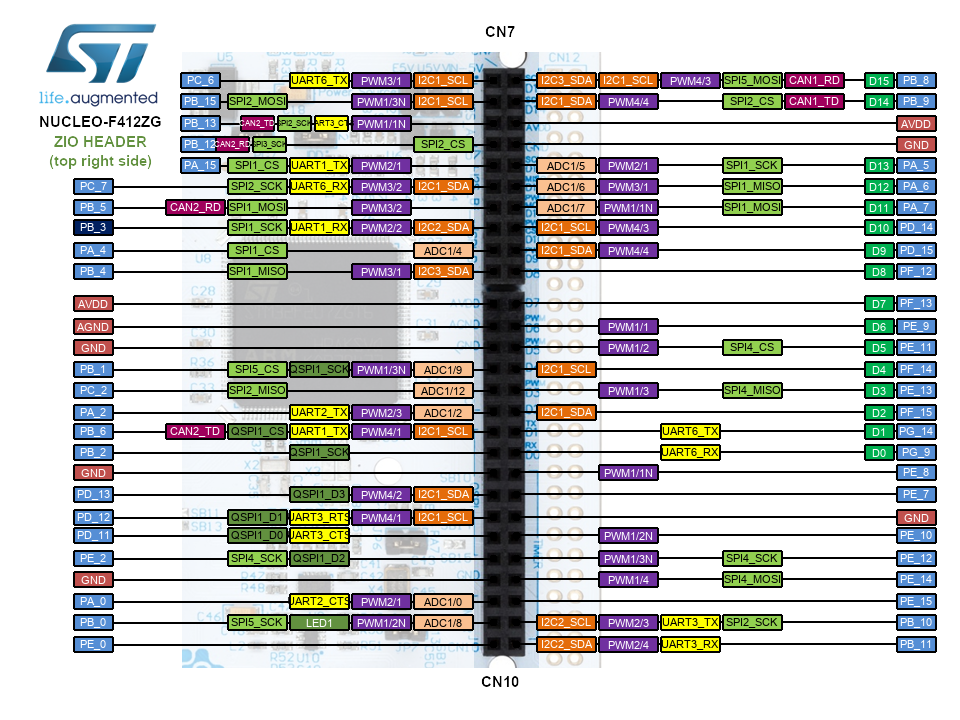 CN7
life.augmented
NUCLEO-F412ZG
ZIO HEADER
(top right side)
PC_6 UART6_TX PWM3/1 I2C1_SCL I2C3_SDA I2C1_SCL PWM4/3 SPI5_MOSI CAN1_RD D15 PB_8
PB_15 SPI2_MOSI PWM1/3N I2C1_SCL I2C1_SDA PWM4/4 SPI2_CS CAN1_TD D14 PB_9
PB_13 CAN2_TD SPI2_SCK UART3_CTS PWM1/1N AVDD
PB_12 CAN2_RD SPI3_SCK SPI2_CS GND
PA_15 SPI1_CS UART1_TX PWM2/1 ADC1/5 PWM2/1 SPI1_SCK D13 PA_5
PC_7 SPI2_SCK UART6_RX PWM3/2 I2C1_SDA ADC1/6 PWM3/1 SPI1_MISO D12 PA_6
PB_5 CAN2_RD SPI1_MOSI PWM3/2 ADC1/7 PWM1/1N SPI1_MOSI D11 PA_7
PB_3 SPI1_SCK UART1_RX PWM2/2 I2C2_SDA I2C1_SCL PWM4/3 D10 PD_14
PA_4 SPI1_CS ADC1/4 I2C1_SDA PWM4/4 D9 PD_15
PB_4 SPI1_MISO PWM3/1 I2C3_SDA D8 PF_12
AVDD D7 PF_13
AGND PWM1/1 D6 PE_9
GND PWM1/2 SPI4_CS D5 PE_11
PB_1 SPI5_CS QSPI1_SCK PWM1/3N ADC1/9 I2C1_SCL D4 PF_14
PC_2 SPI2_MISO ADC1/12 PWM1/3 SPI4_MISO D3 PE_13
PA_2 UART2_TX PWM2/3 ADC1/2 I2C1_SDA D2 PF_15
PB_6 CAN2_TD QSPI1_CS UART1_TX PWM4/1 I2C1_SCL UART6_TX D1 PG_14
PB_2 QSPI1_SCK UART6_RX D0 PG_9
GND PWM1/1N PE_8
PD_13 QSPI1_D3 PWM4/2 I2C1_SDA PE_7
PD_12 QSPI1_D1 UART3_RTS PWM4/1 I2C1_SCL GND
PD_11 QSPI1_D0 UART3_CTS PWM1/2N PE_10
PE_2 SPI4_SCK QSPI1_D2 PWM1/3N SPI4_SCK PE_12
GND PWM1/4 SPI4_MOSI PE_14
PA_0 UART2_CTS PWM2/1 ADC1/0 PE_15
PB_0 SPI5_SCK LED1 PWM1/2N ADC1/8 I2C2_SCL PWM2/3 UART3_TX SPI2_SCK PB_10
PE_0 I2C2_SDA PWM2/4 UART3_RX PB_11
CN10